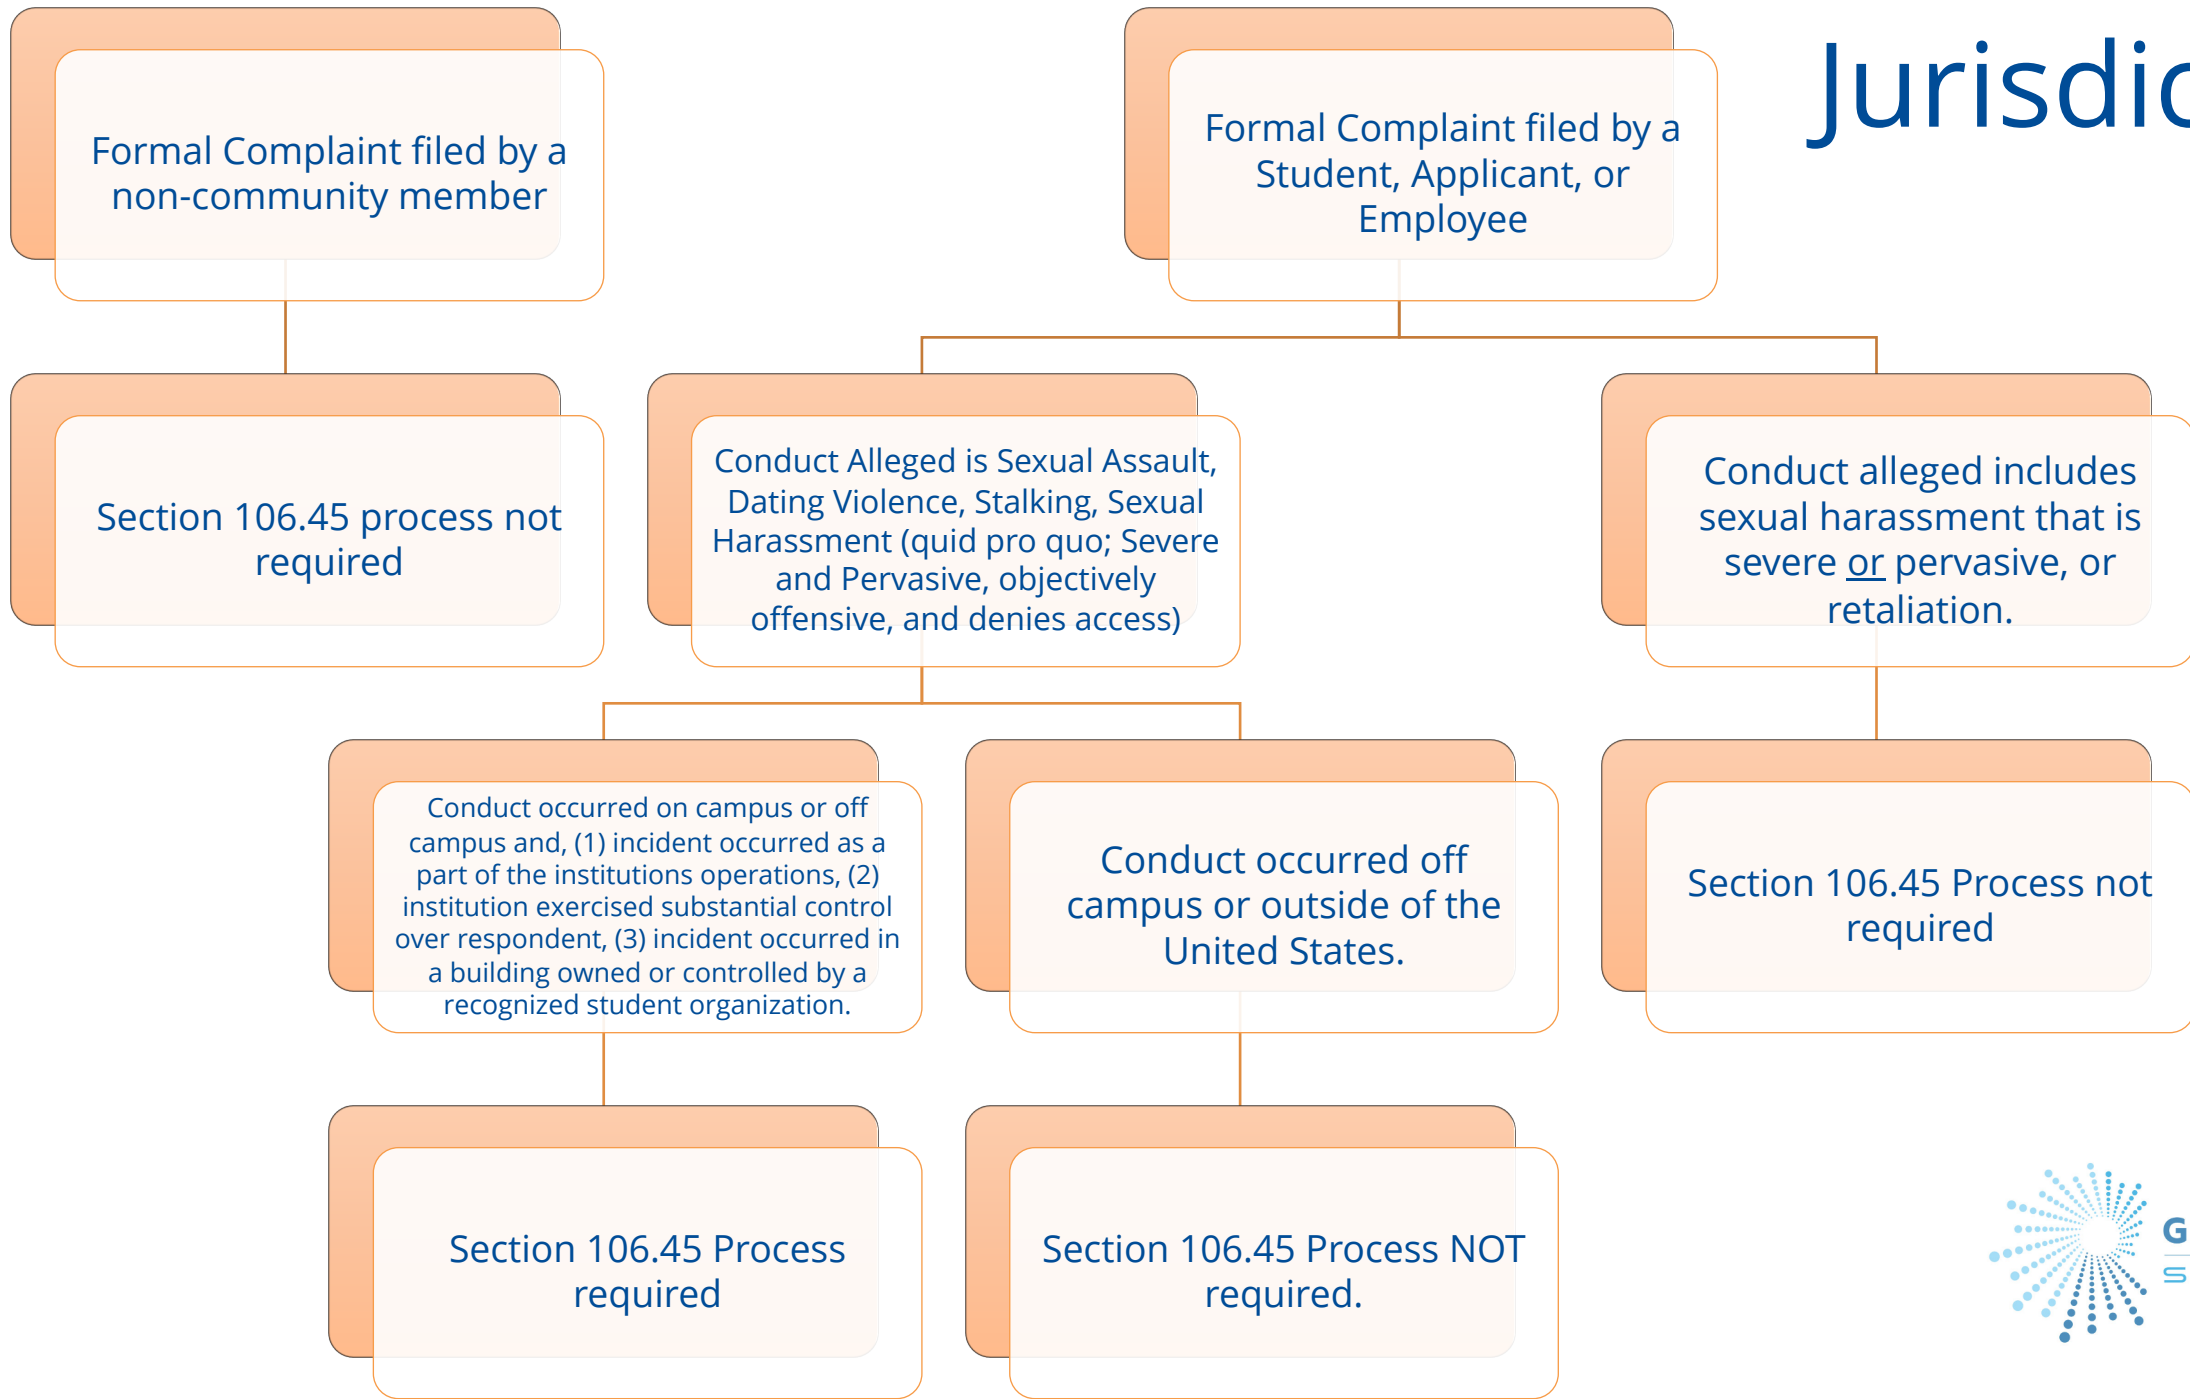 Jurisdic
Formal Complaint filed by a
non-community member
Formal Complaint filed by a
Student, Applicant, or
Employee
Section 106.45 process not
required
Conduct Alleged is Sexual Assault,
Dating Violence, Stalking, Sexual
Harassment (quid pro quo; Severe
and Pervasive, objectively
offensive, and denies access)
Conduct alleged includes
sexual harassment that is
severe or pervasive, or
retaliation.
Conduct occurred on campus or off
campus and, (1) incident occurred as a
part of the institutions operations, (2)
institution exercised substantial control
over respondent, (3) incident occurred in
a building owned or controlled by a
recognized student organization.
Conduct occurred off
campus or outside of the
United States.
Section 106.45 Process not
required
Section 106.45 Process
required
Section 106.45 Process NOT
required.
G
S